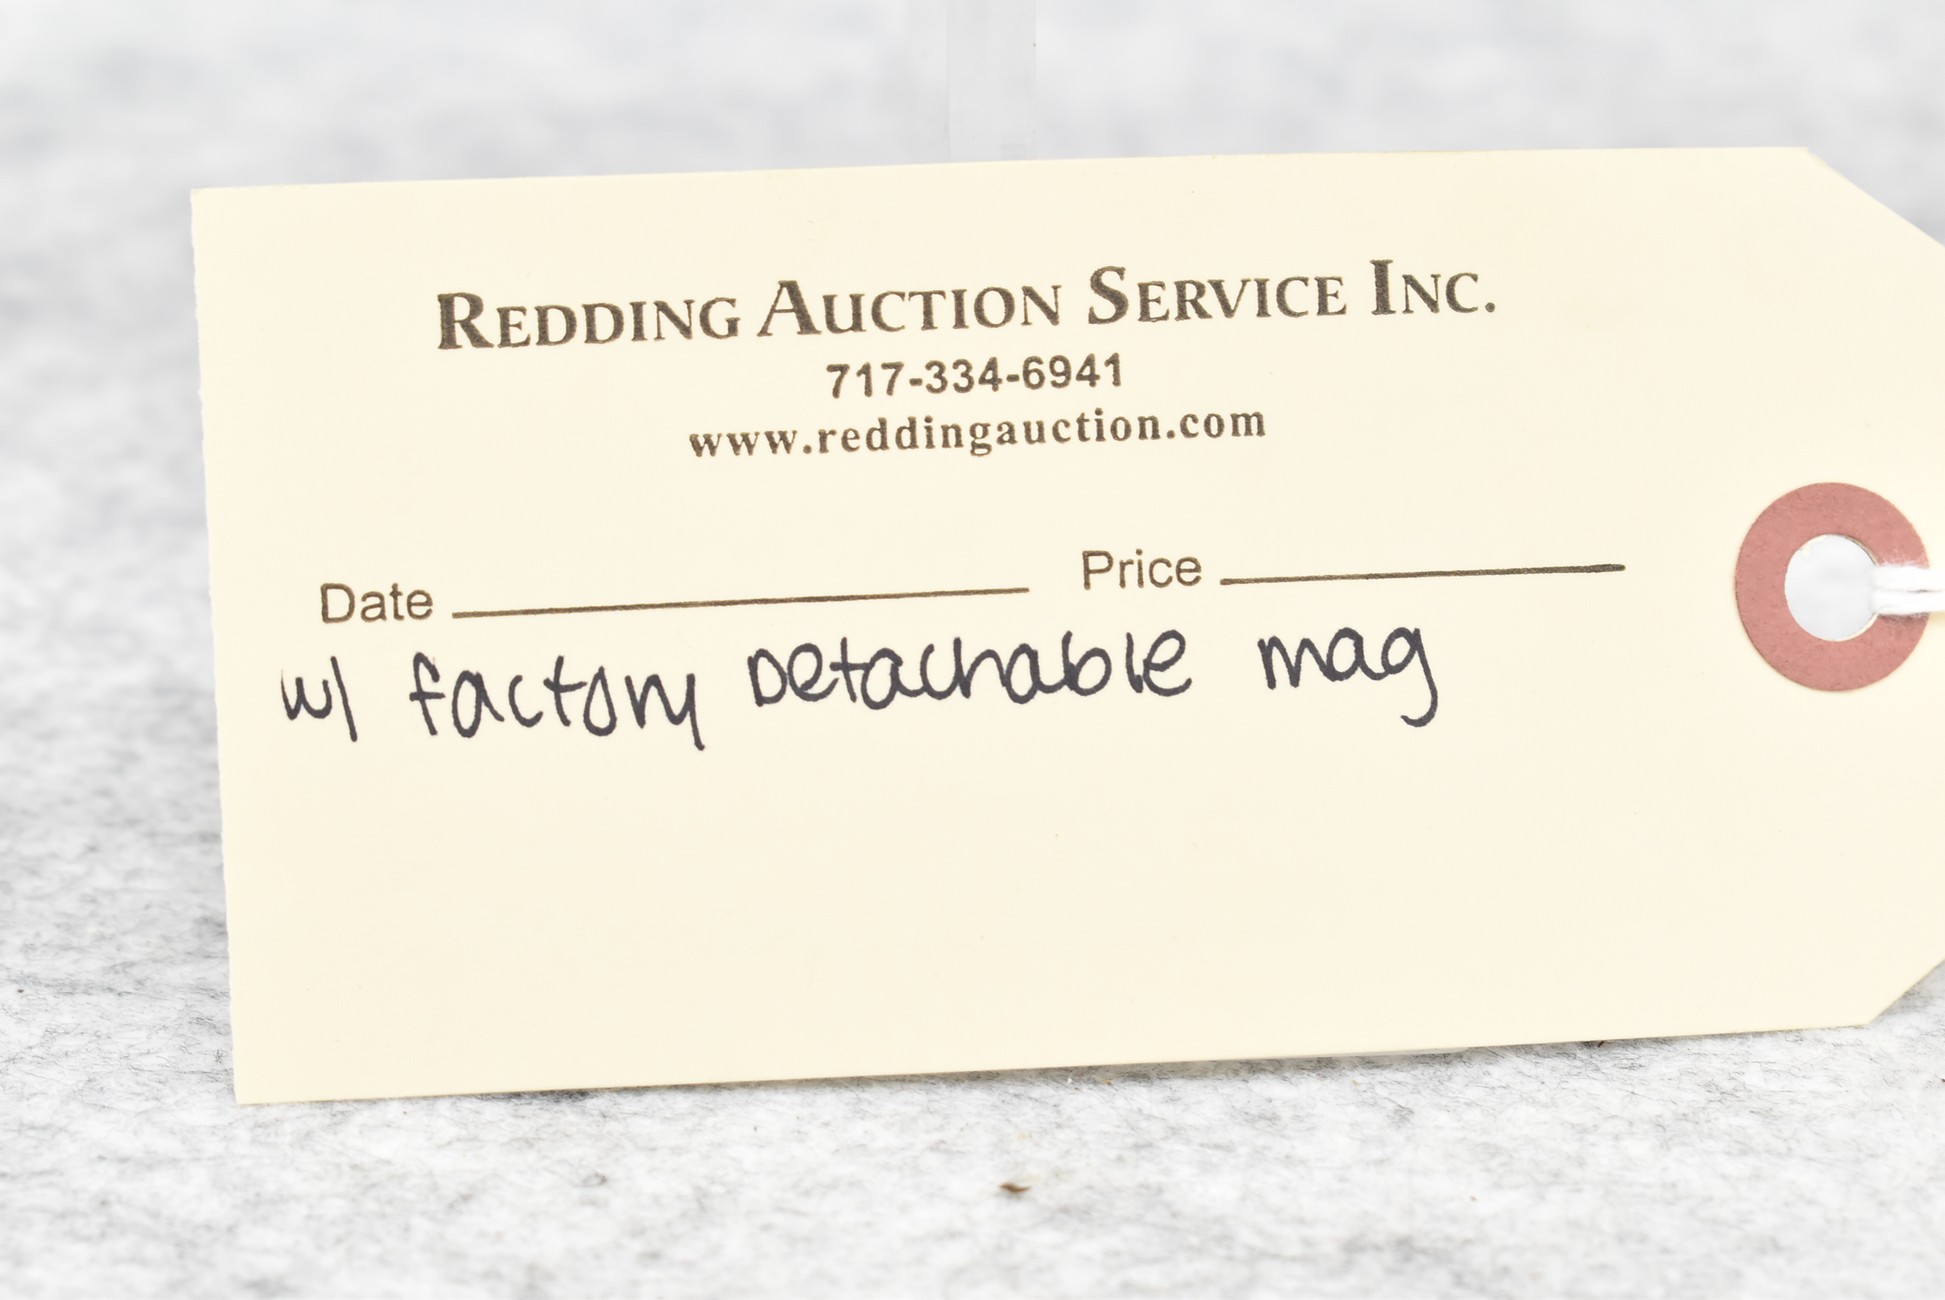 REDDING AUCTION SERVICE INC.
717-334-6941
www.reddingauction.com
Date Price
w/ factory Detachable mag